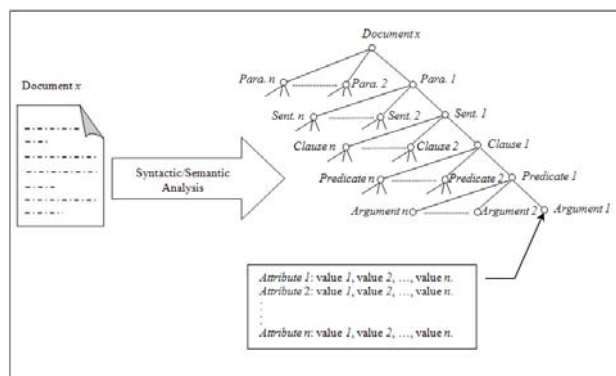 Document x
Document x
Para. n
Para. 2
Para. 1
Sent. n
Sent. 2
Sent. 1
Clause n
Clause 2
Clause 1
Syntactic/Semantic
Analysis
Predicate n
Predicate 2
Predicate 1
Argument n
Argument 2
Argument 1
Attribute 1: value 1, value 2, …, value n.
Attribute 2: value 1, value 2, …, value n.
Attribute n: value 1, value 2, …, value n.